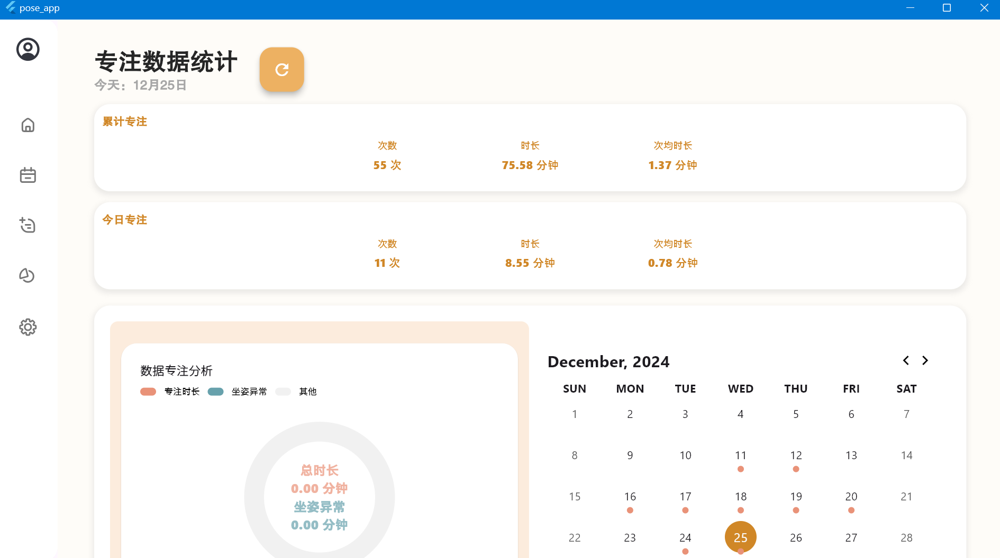 pose_app
专注数据统计
今天：12月25日
累计专注
次数 时长 次均时长
55 次 75.58 分钟 1.37 分钟
今日专注
次数 时长 次均时长
11 次 8.55 分钟 0.78 分钟
数据专注分析
专注时长 坐姿异常 其他
总时长
0.00 分钟
坐姿异常
0.00 分钟
December, 2024
SUN MON TUE WED THU FRI SAT
1 2 3 4 5 6 7
8 9 10 11 12 13 14
15 16 17 18 19 20 21
22 23 24 25 26 27 28